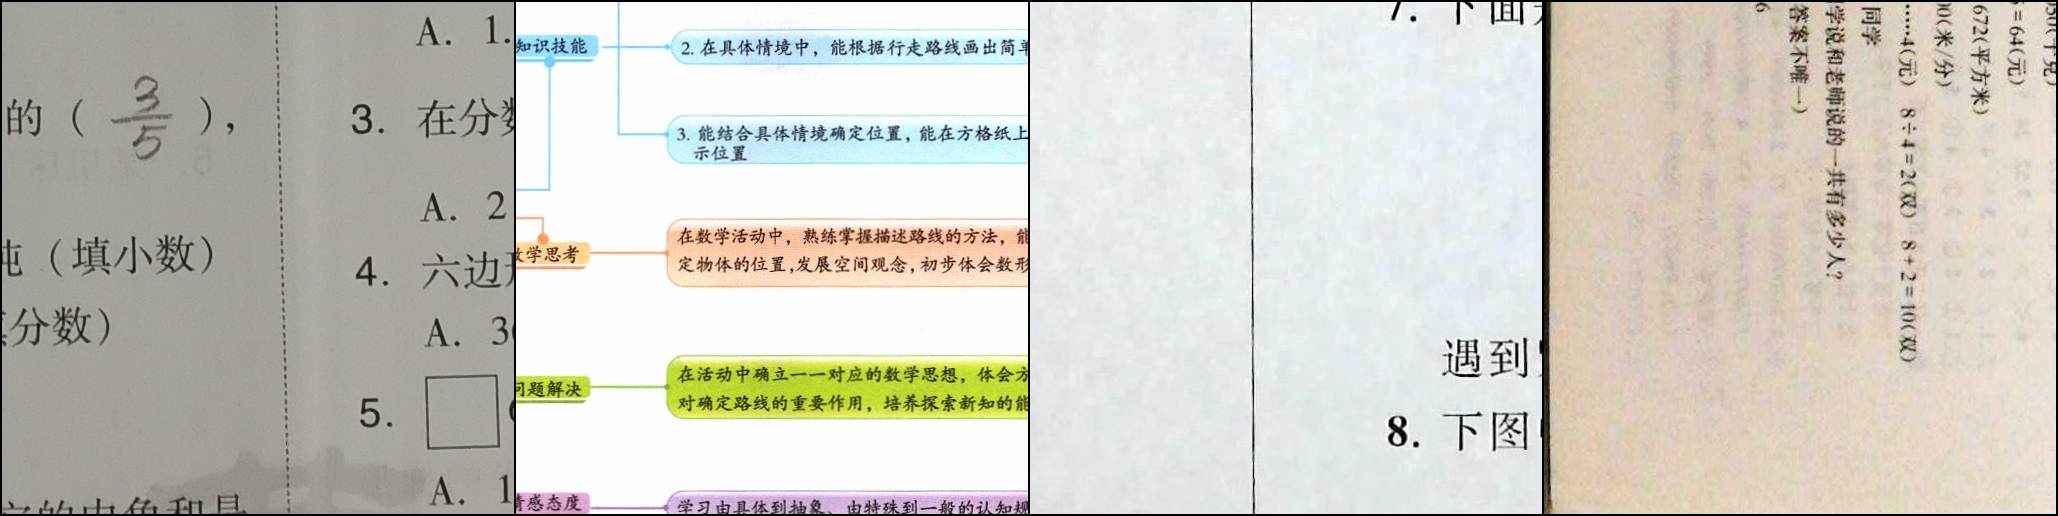 A. 1.
的（3/5），
3. 在分
A. 2
（填小数）
4. 六边
分数）
A. 3
5. □
A. 1
知识技能
2. 在具体情境中，能根据行走路线画出简单
3. 能结合具体情境确定位置，能在方格纸上
示位置
数学思考
在数学活动中，熟练掌握描述路线的方法，能
定物体的位置，发展空间观念，初步体会数形
问题解决
在活动中确立一一对应的数学思想，体会方
对确定路线的重要作用，培养探索新知的能
情感态度
学习由具体到抽象、由特殊到一般的认知规
7. 下面
遇到
8. 下图
=64(元)
672(平方米)
00(米/分)
……4(元) 8÷4=2(双) 8+2=10(双)
同学
学说和老师说的一共有多少人？
答案不唯一)
6